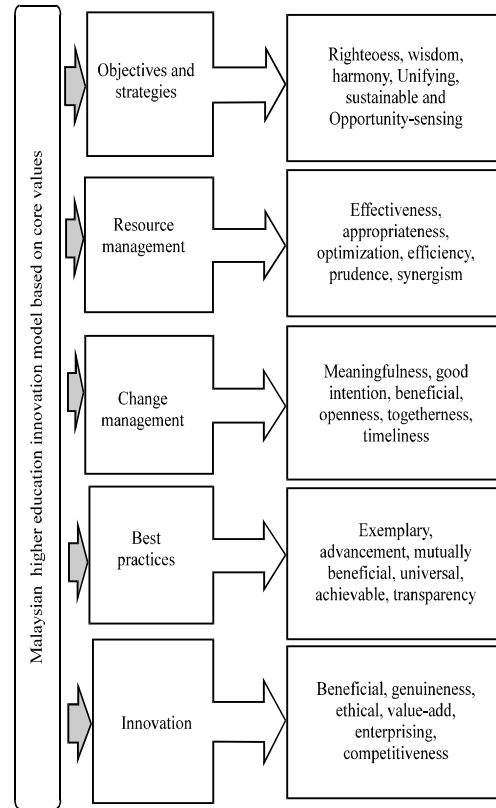 Malaysian higher education innovation model based on core values
Objectives and
strategies
Righteoess, wisdom,
harmony, Unifying,
sustainable and
Opportunity-sensing
Resource
management
Effectiveness,
appropriateness,
optimization, efficiency,
prudence, synergism
Change
management
Meaningfulness, good
intention, beneficial,
openness, togetherness,
timeliness
Best
practices
Exemplary,
advancement, mutually
beneficial, universal,
achievable, transparency
Innovation
Beneficial, genuineness,
ethical, value-add,
enterprising,
competitiveness